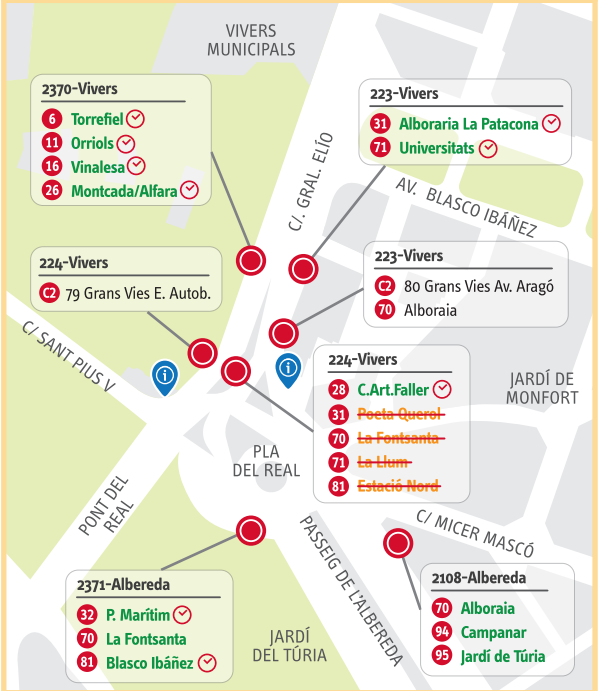 VIVERS
MUNICIPALS
2370-Vivers
6 Torrefiel
11 Orriols
16 Vinalesa
26 Montcada/Alfara
223-Vivers
31 Alboraria La Patacona
71 Universitats
C/. GRAL. ELÍO
AV. BLASCO IBÁÑEZ
224-Vivers
C2 79 Grans Vies E. Autob.
223-Vivers
C2 80 Grans Vies Av. Aragó
70 Alboraia
C/ SANT PIUS V
i
i
224-Vivers
28 C.Art.Faller
31 Poeta Querol
70 La Fontsanta
71 La Llum
81 Estació Nord
JARDÍ DE
MONFORT
PLA
DEL REAL
PONT DEL
REAL
C/ MICER MASCÓ
PASSEIG DE L'ALBEREDA
2371-Albereda
32 P. Marítim
70 La Fontsanta
81 Blasco Ibáñez
JARDÍ
DEL TÚRIA
2108-Albereda
70 Alboraia
94 Campanar
95 Jardí de Túria